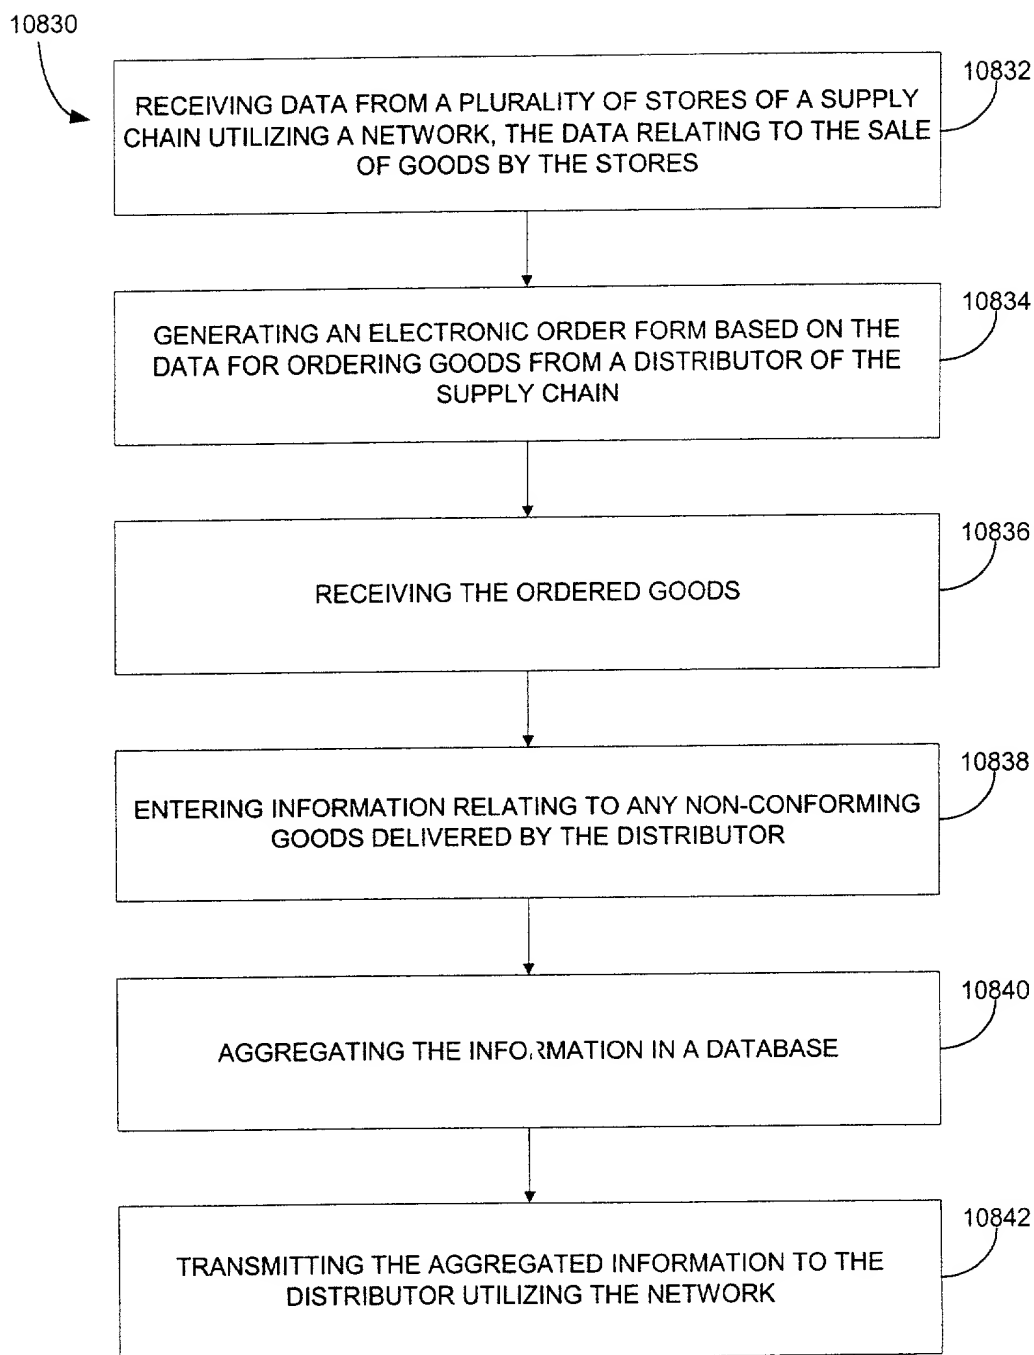 10830
10832
RECEIVING DATA FROM A PLURALITY OF STORES OF A SUPPLY
CHAIN UTILIZING A NETWORK, THE DATA RELATING TO THE SALE
OF GOODS BY THE STORES
10834
GENERATING AN ELECTRONIC ORDER FORM BASED ON THE
DATA FOR ORDERING GOODS FROM A DISTRIBUTOR OF THE
SUPPLY CHAIN
10836
RECEIVING THE ORDERED GOODS
10838
ENTERING INFORMATION RELATING TO ANY NON-CONFORMING
GOODS DELIVERED BY THE DISTRIBUTOR
10840
AGGREGATING THE INFORMATION IN A DATABASE
10842
TRANSMITTING THE AGGREGATED INFORMATION TO THE
DISTRIBUTOR UTILIZING THE NETWORK